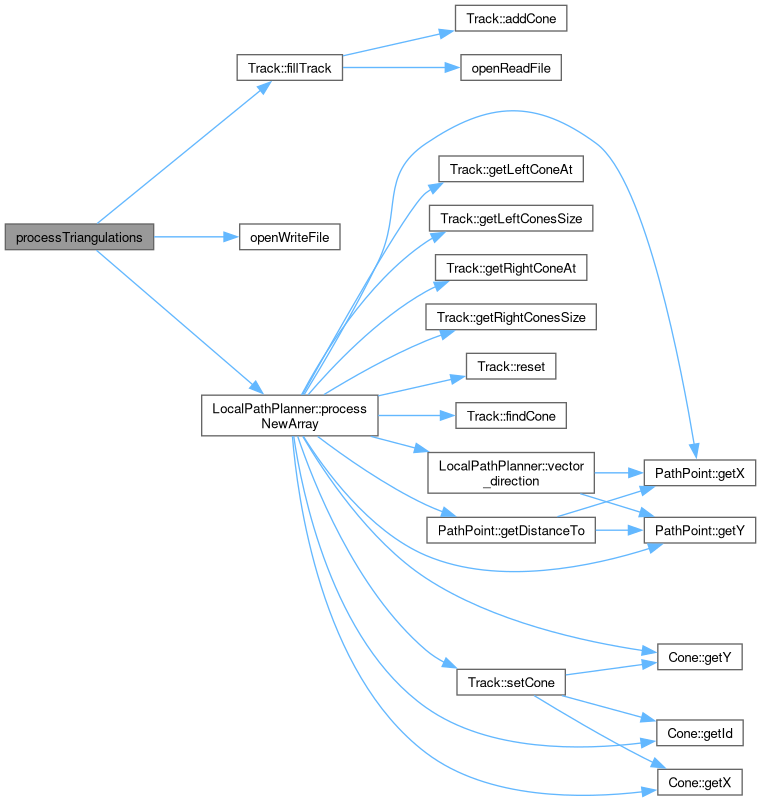 Track::addCone
Track::fillTrack
openReadFile
Track::getLeftConeAt
Track::getLeftConesSize
processTriangulations
openWriteFile
Track::getRightConeAt
Track::getRightConesSize
Track::reset
LocalPathPlanner::process
NewArray
Track::findCone
LocalPathPlanner::vector
_direction
PathPoint::getX
PathPoint::getDistanceTo
PathPoint::getY
Cone::getY
Track::setCone
Cone::getId
Cone::getX